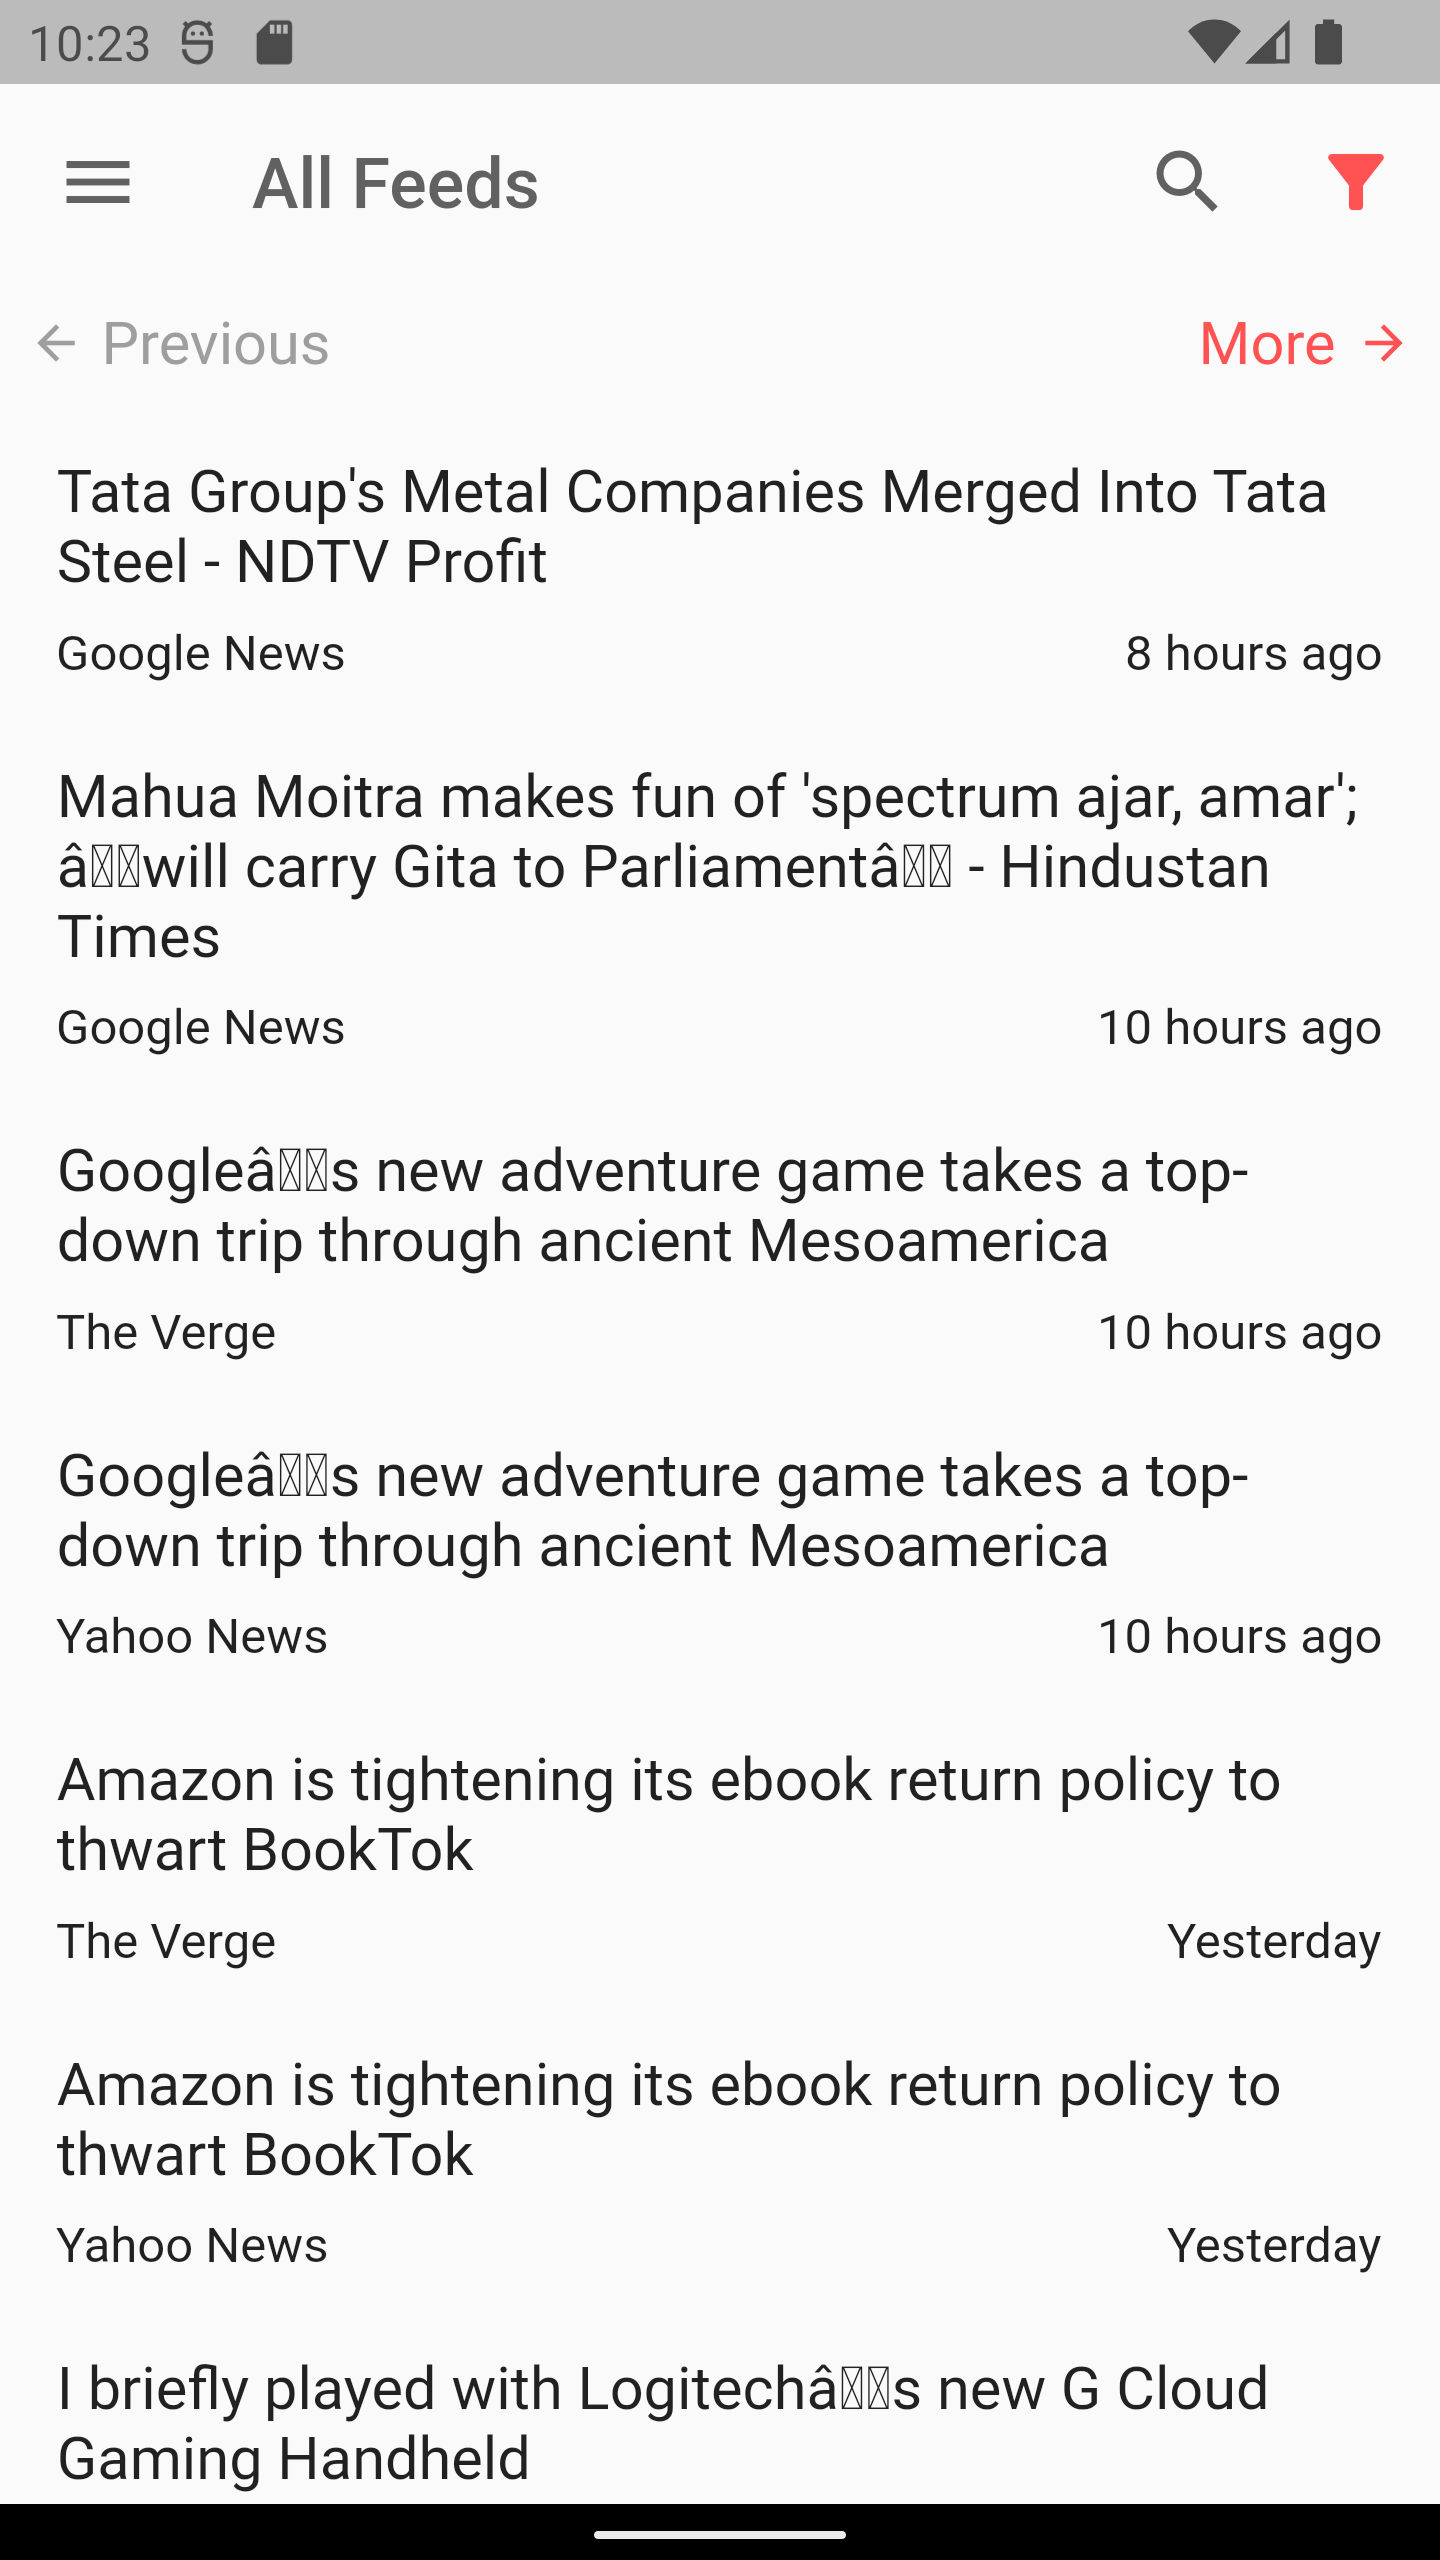 10:23
All Feeds
Previous
More
Tata Group's Metal Companies Merged Into Tata
Steel - NDTV Profit
Google News
8 hours ago
Mahua Moitra makes fun of 'spectrum ajar, amar';
âwill carry Gita to Parliamentâ - Hindustan
Times
Google News
10 hours ago
Googleâs new adventure game takes a top-
down trip through ancient Mesoamerica
The Verge
10 hours ago
Googleâs new adventure game takes a top-
down trip through ancient Mesoamerica
Yahoo News
10 hours ago
Amazon is tightening its ebook return policy to
thwart BookTok
The Verge
Yesterday
Amazon is tightening its ebook return policy to
thwart BookTok
Yahoo News
Yesterday
I briefly played with Logitechâs new G Cloud
Gaming Handheld